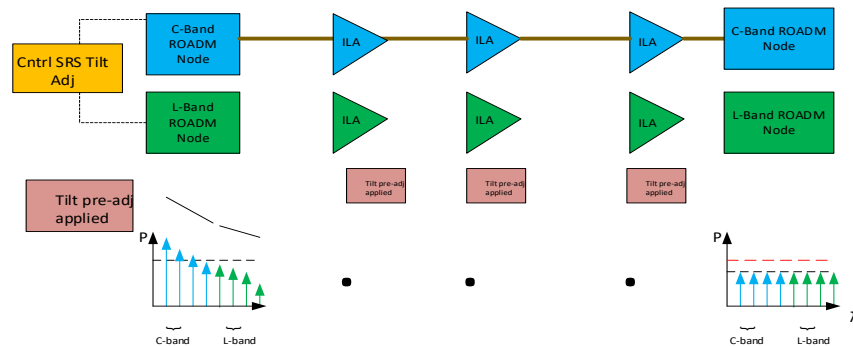 C-Band
ROADM
Node
ILA
ILA
ILA
C-Band ROADM
Node
Cntrl SRS Tilt
Adj
L-Band
ROADM
Node
ILA
ILA
ILA
L-Band ROADM
Node
Tilt pre-adj
applied
Tilt pre-adj
applied
Tilt pre-adj
applied
Tilt pre-adj
applied
P
P
C-band
L-band
C-band
L-band